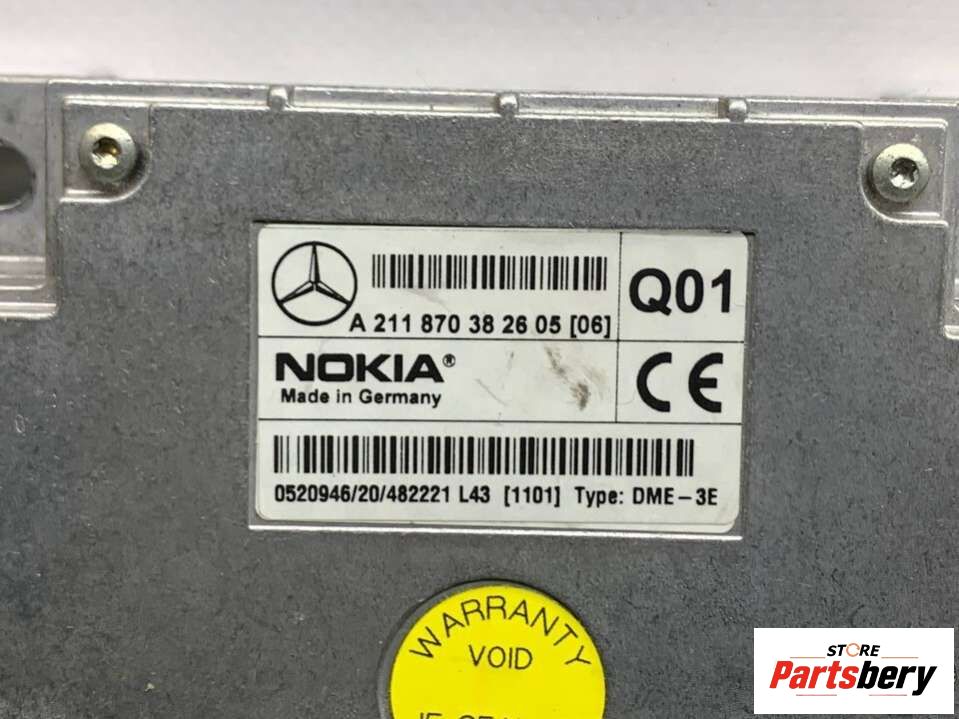 A 211 870 38 26 05 [06]
Q01
NOKIA®
Made in Germany
CE
0520946/20/482221 L43 [1101] Type: DME-3E
WARRANTY
VOID
STORE
Partsbery